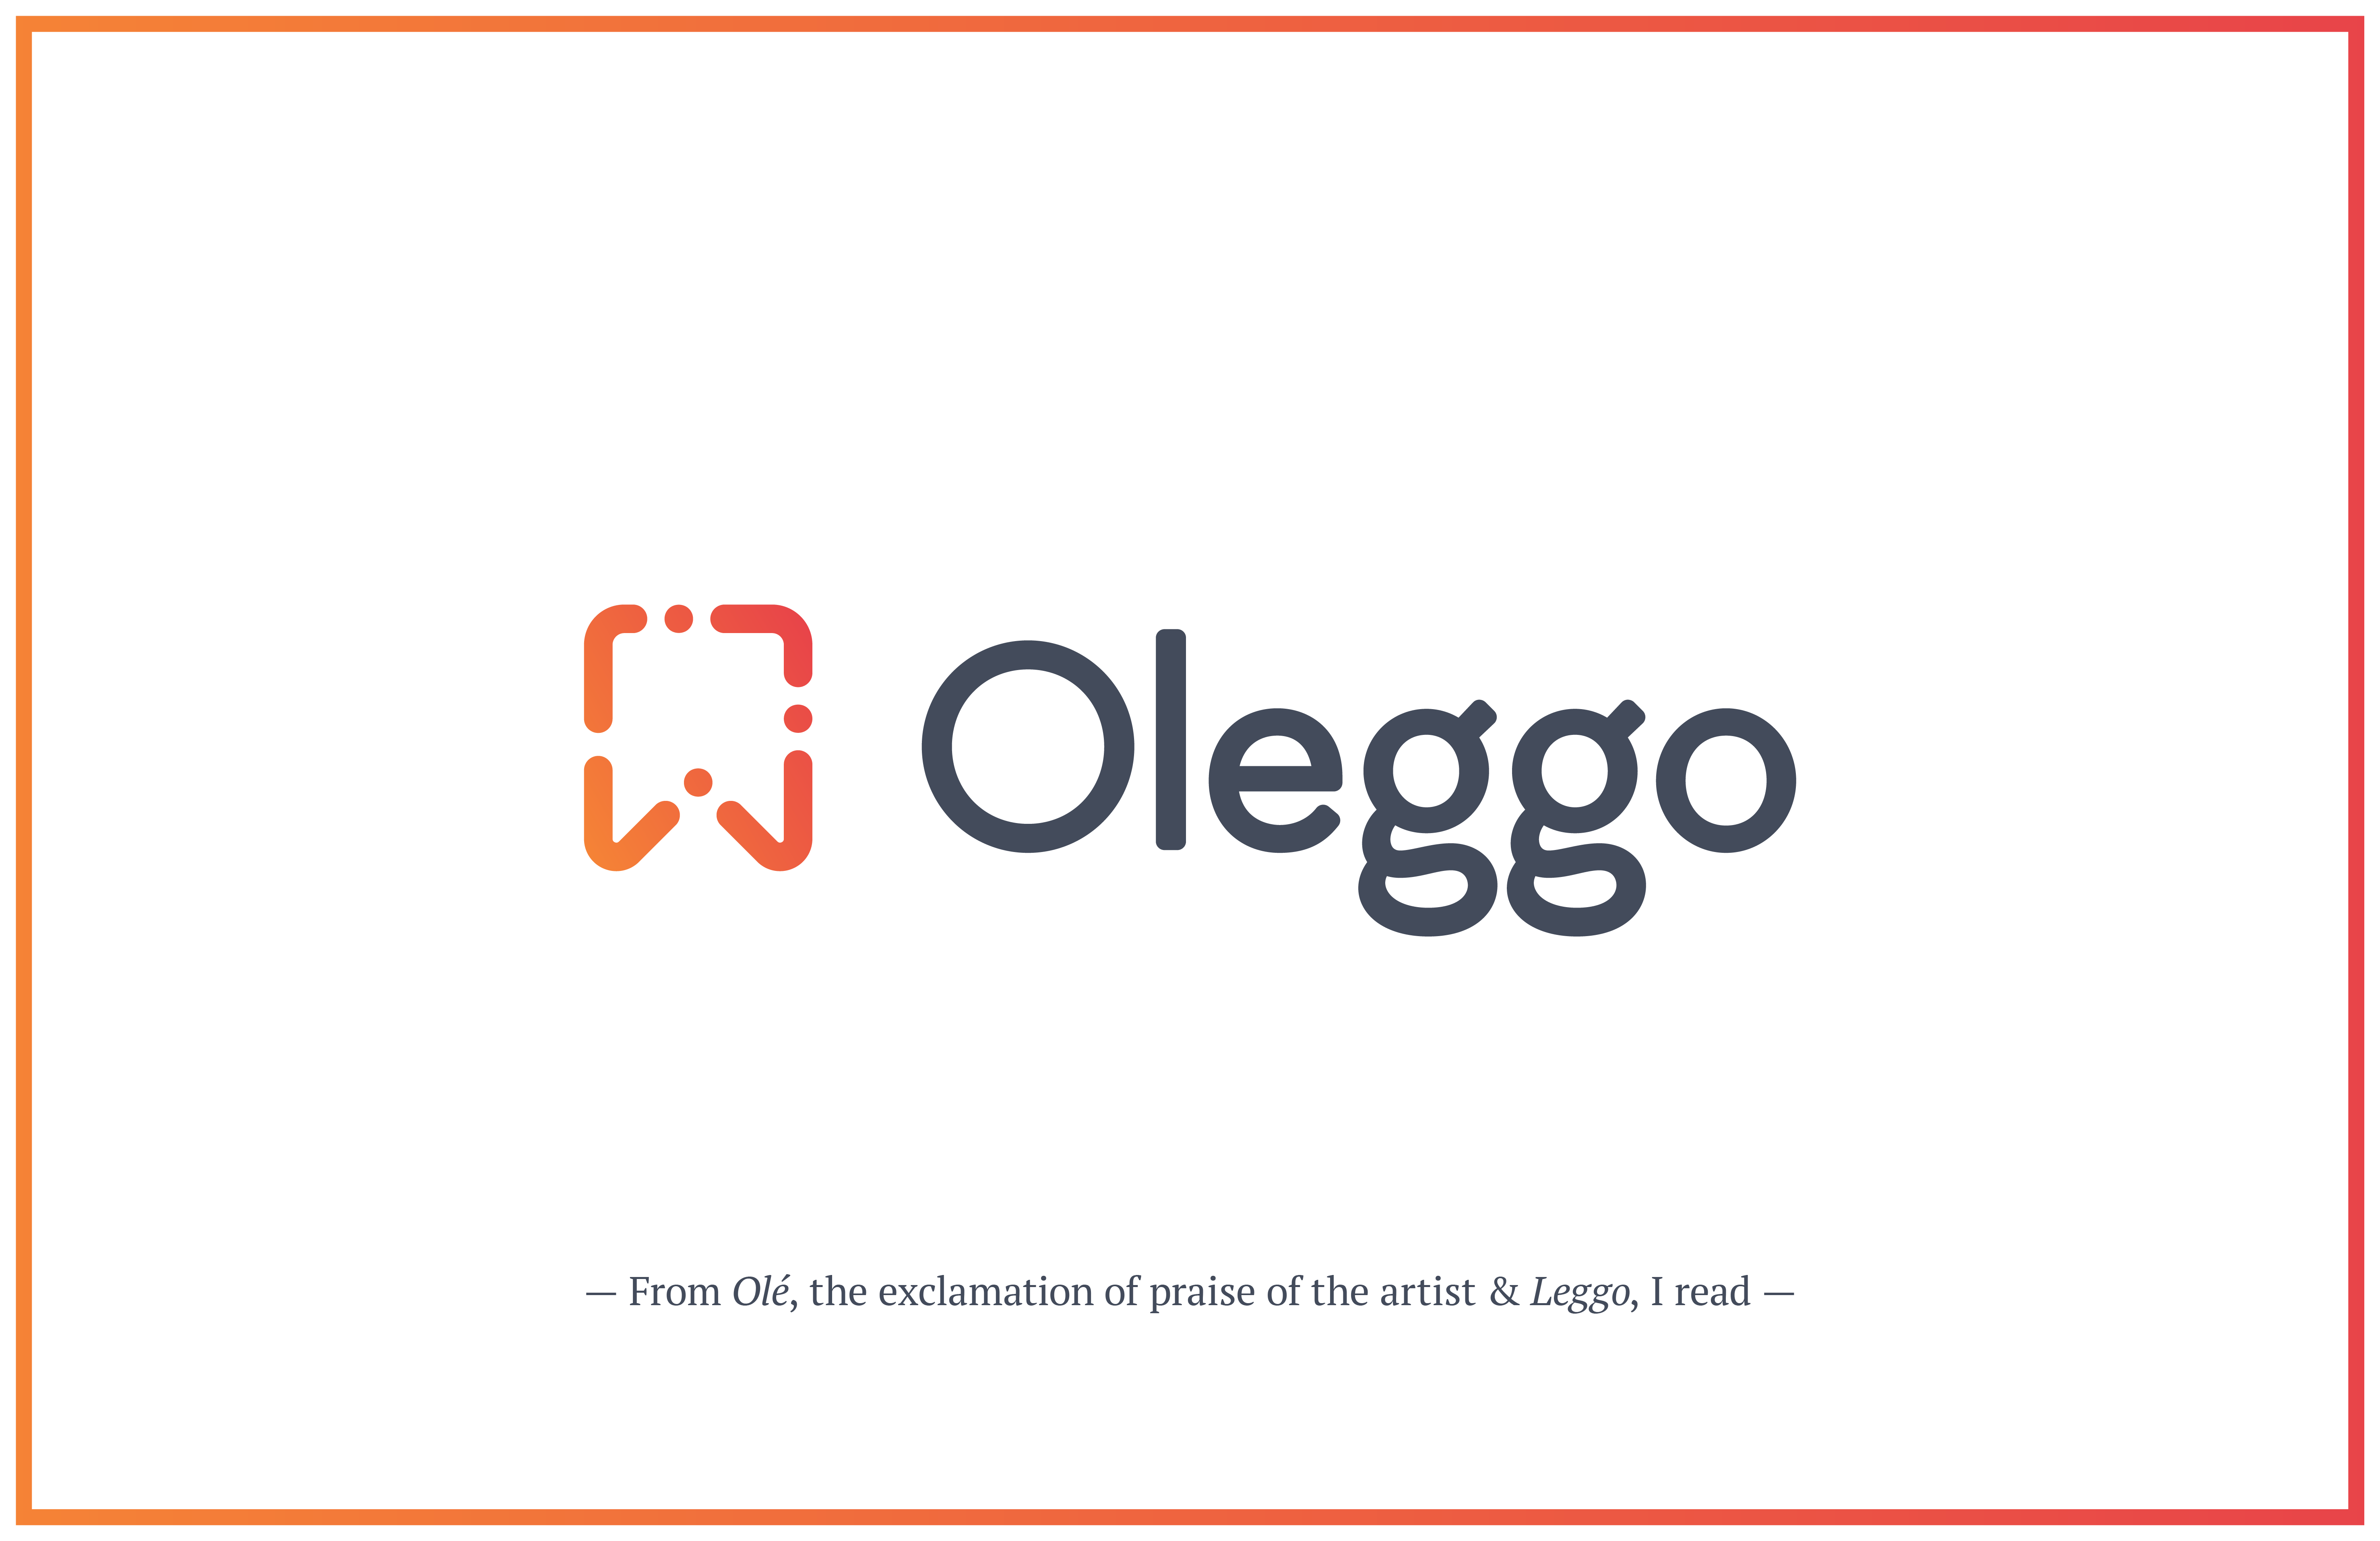 Oleggo
— From Olé, the exclamation of praise of the artist & Leggo, I read —